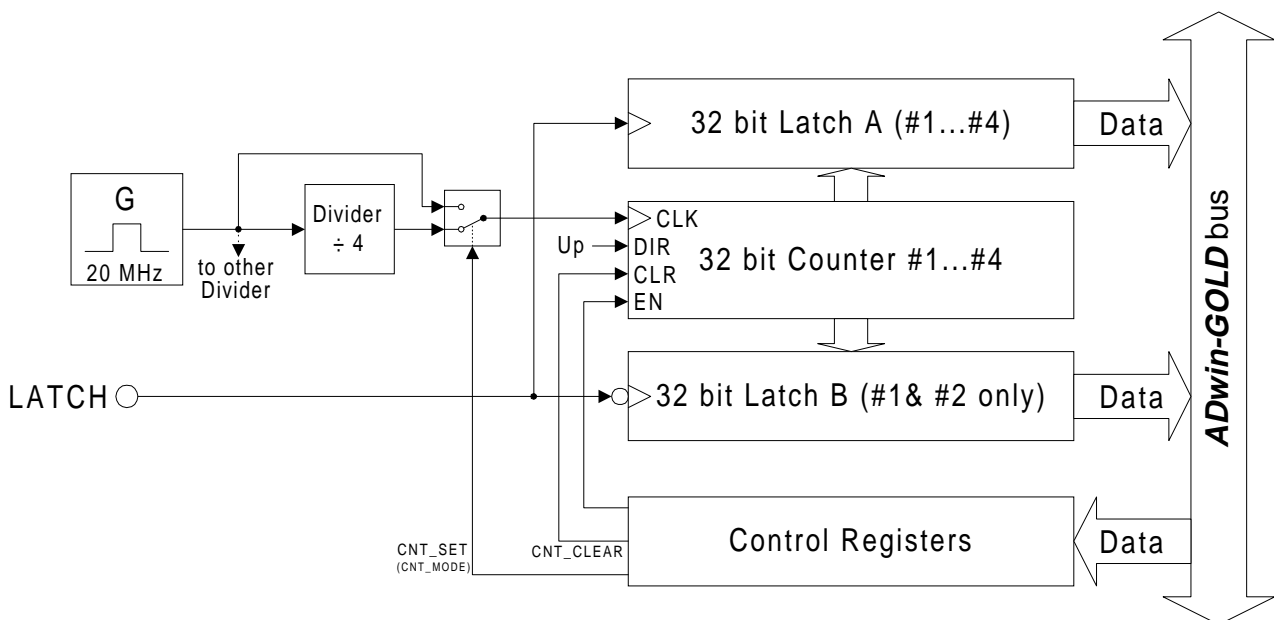 32 bit Latch A (#1...#4)
Data
G
20 MHz
to other
Divider
Divider
÷ 4
CLK
Up
DIR
32 bit Counter #1...#4
CLR
EN
LATCH
32 bit Latch B (#1& #2 only)
Data
ADwin-GOLD bus
CNT_SET
(CNT_MODE)
CNT_CLEAR
Control Registers
Data